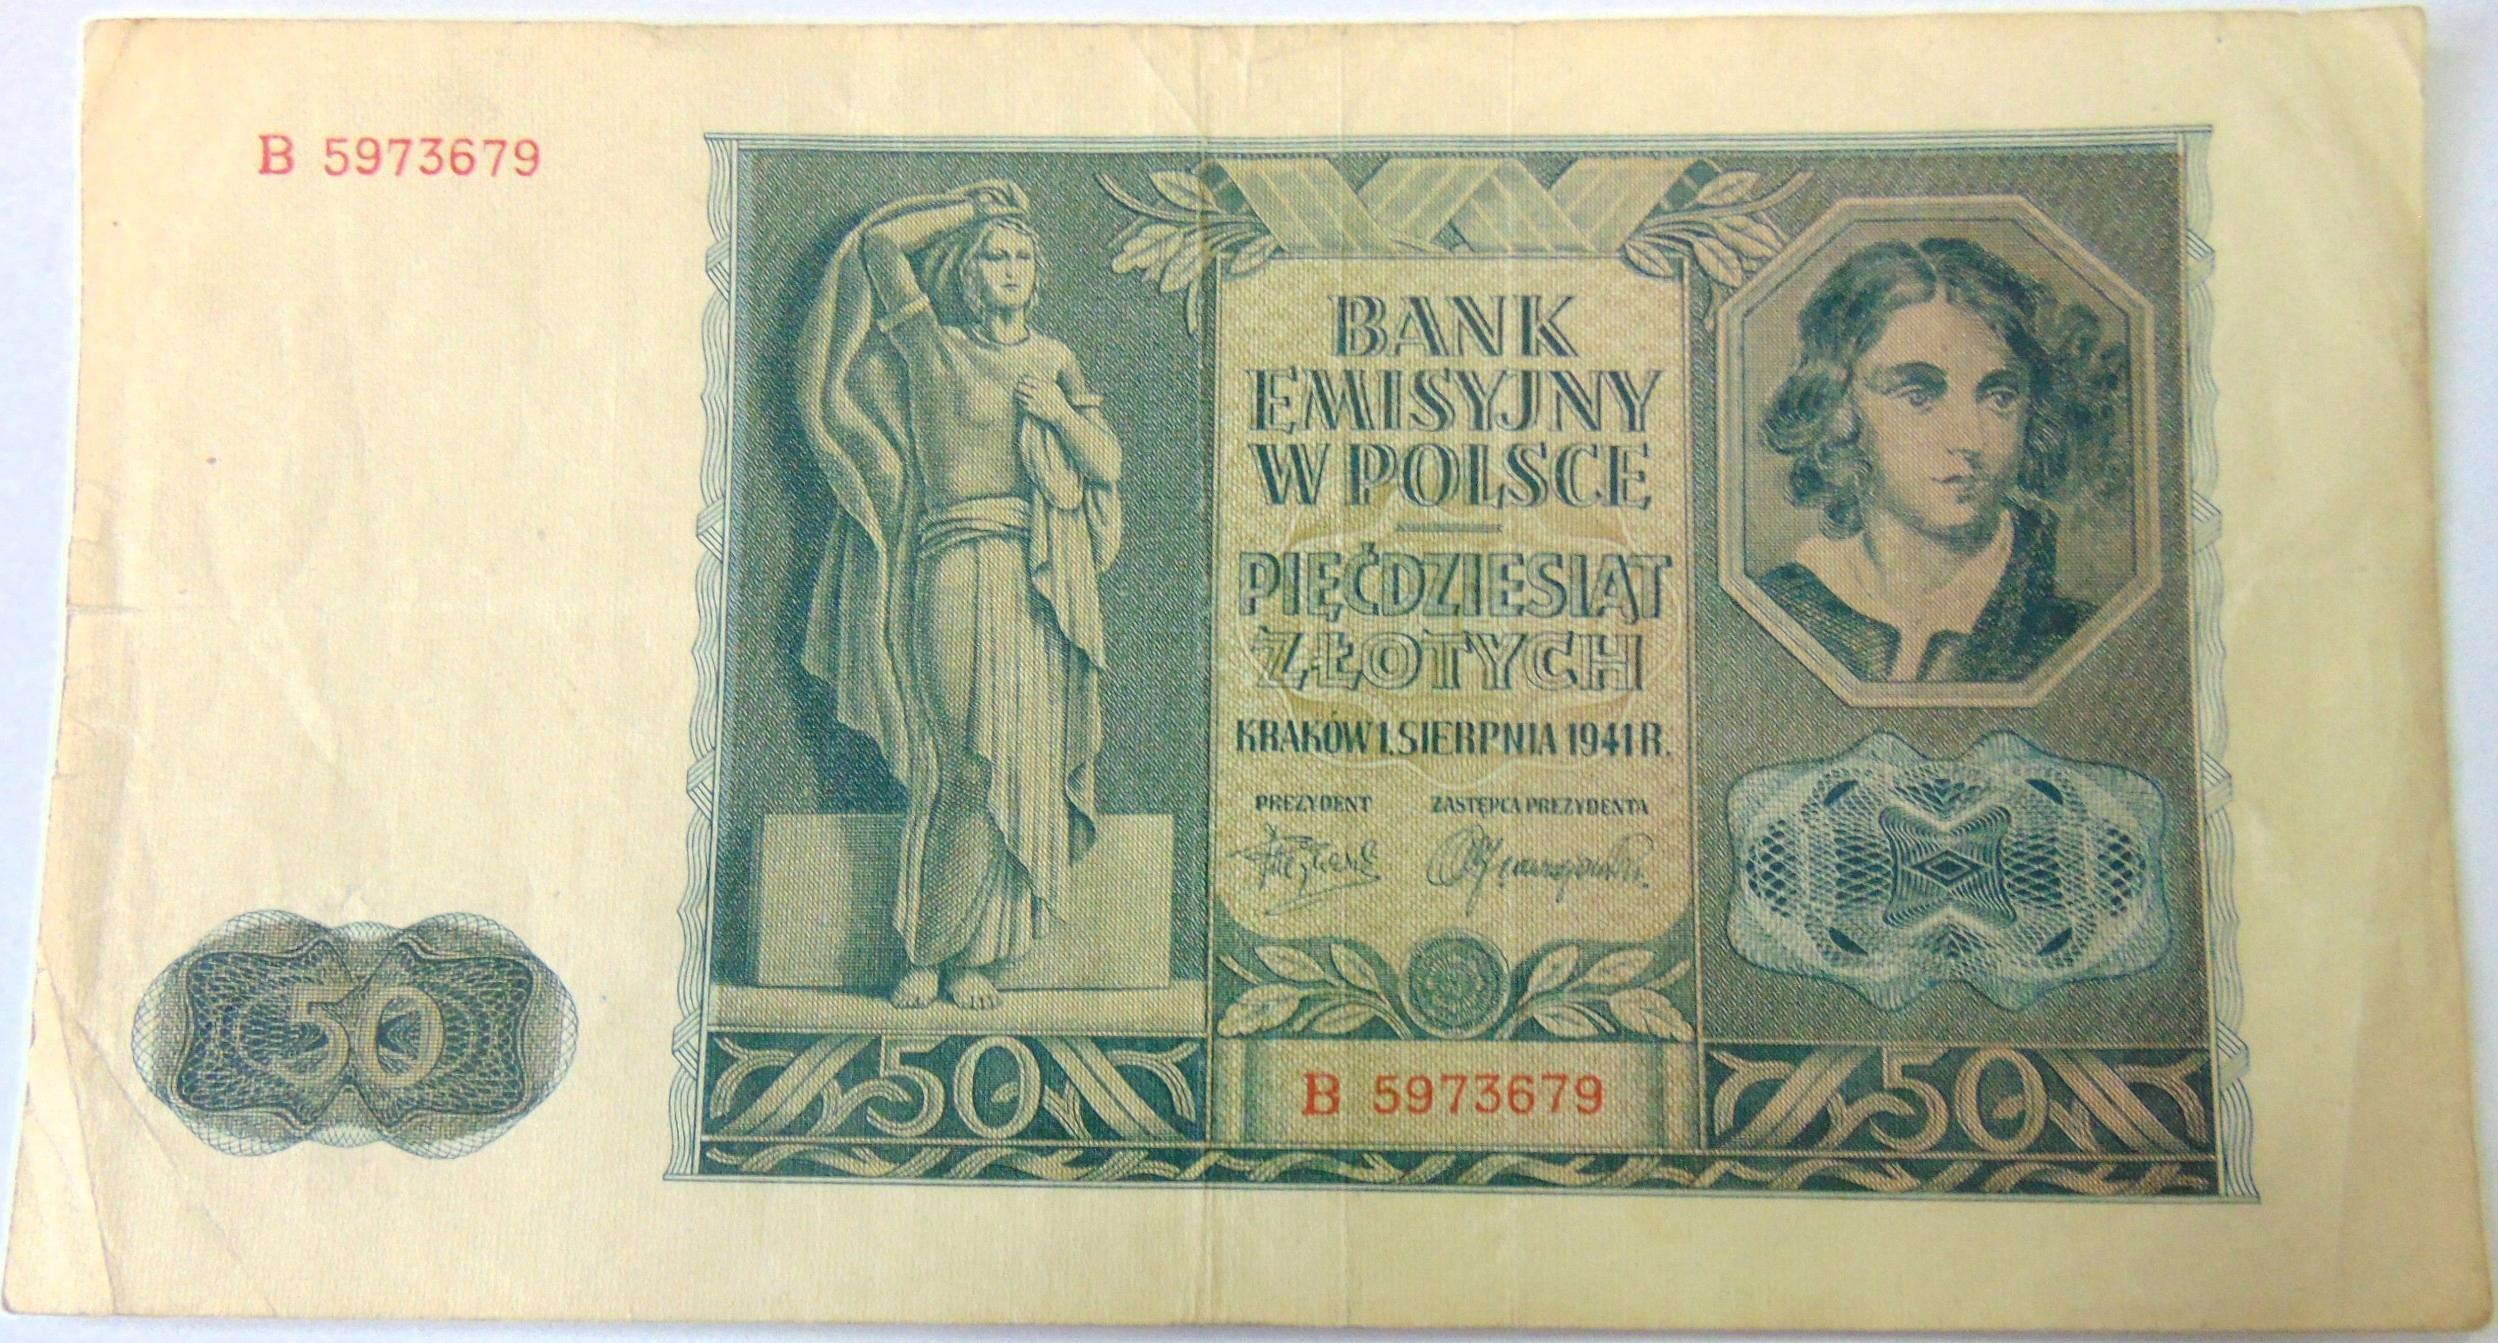 B 5973679
BANK
EMISYJNY
W POLSCE
PIĘĆDZIESIĄT
ZŁOTYCH
KRAKÓW 1. SIERPNIA 1941 R.
PREZYDENT ZASTĘPCA PREZYDENTA
50
50
B 5973679
50